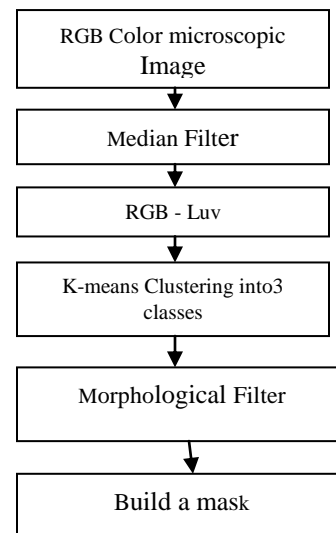 RGB Color microscopic
Image
Median Filter
RGB - Luv
K-means Clustering into3
classes
Morphological Filter
Build a mask